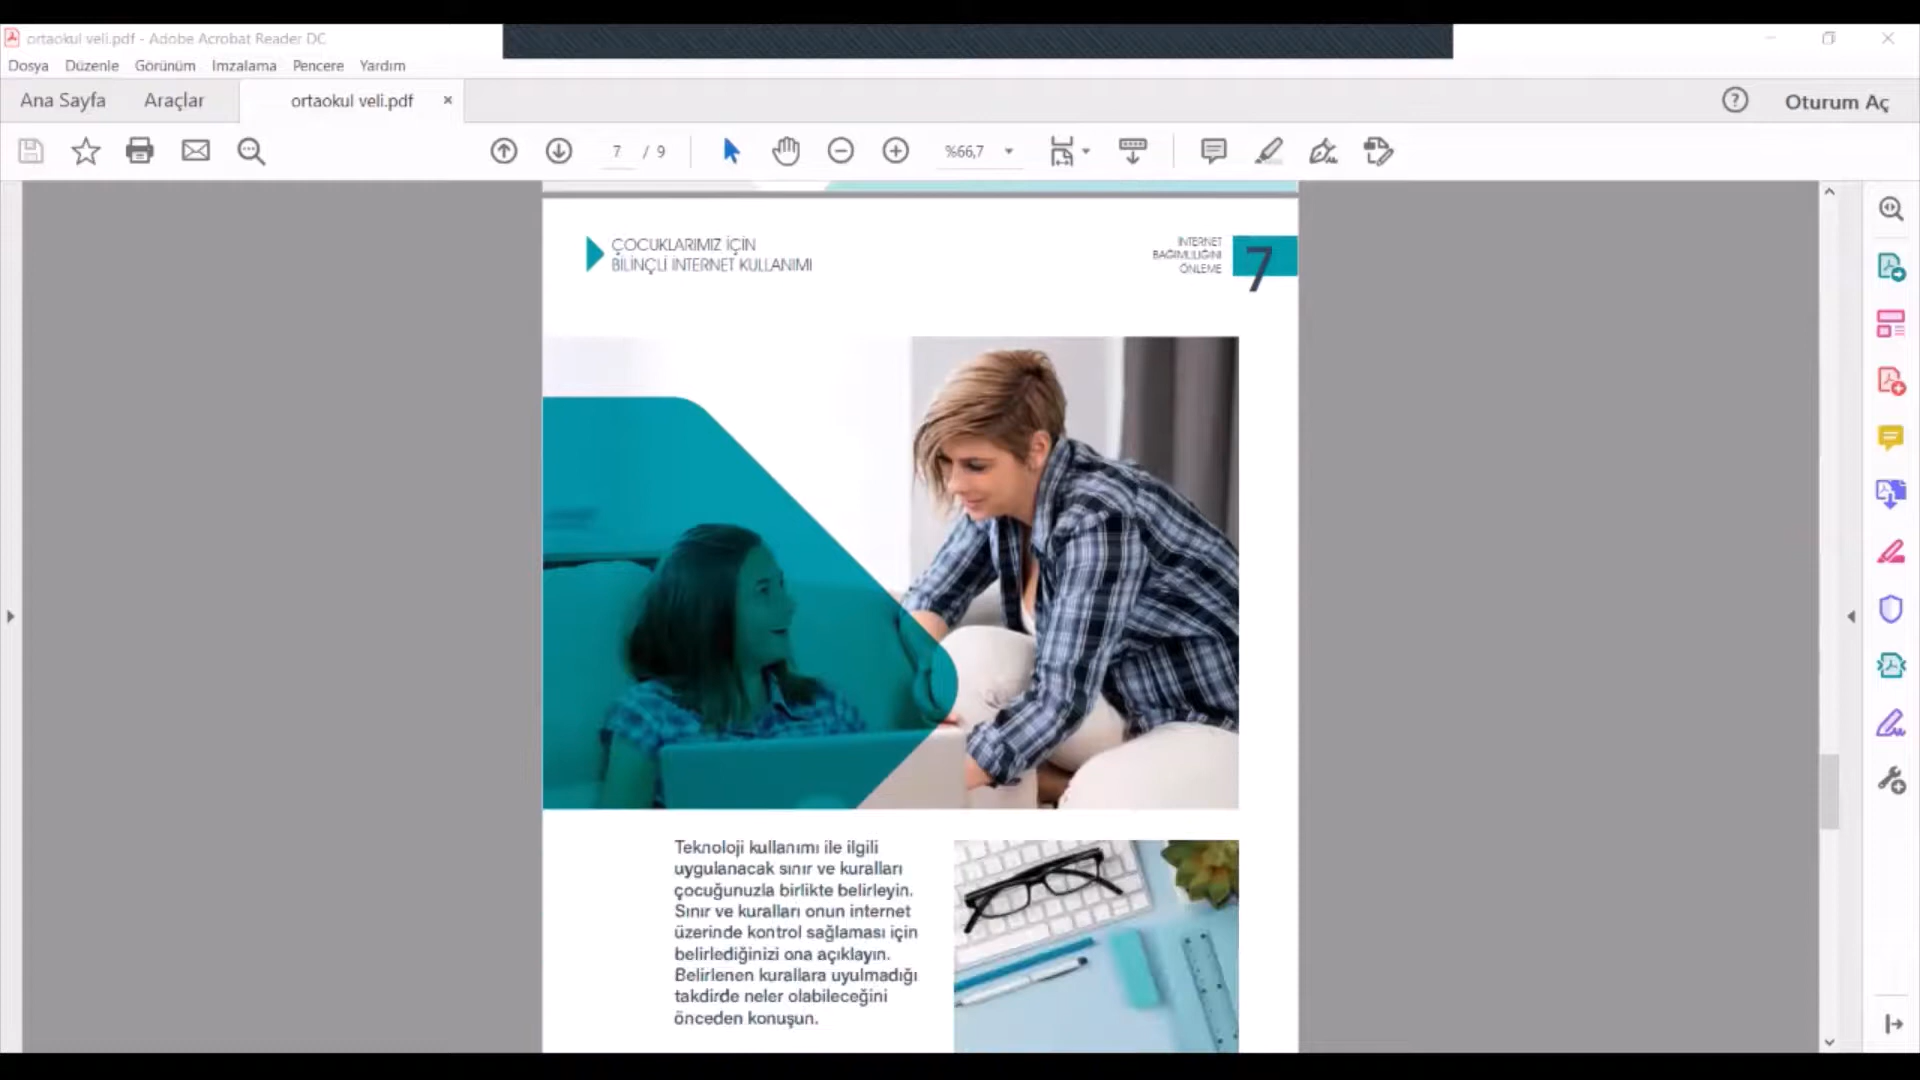 ortaokul veli.pdf - Adobe Acrobat Reader DC
Dosya Düzenle Görünüm Imzalama Pencere Yardım
Ana Sayfa Araçlar ortaokul veli.pdf × Oturum Aç
7 / 9 %66,7
ÇOCUKLARIMIZ İÇİN
BİLİNÇLİ İNTERNET KULLANIMI
İNTERNET
BAĞIMLILIĞINI
ÖNLEME
7
Teknoloji kullanımı ile ilgili
uygulanacak sınır ve kuralları
çocuğunuzla birlikte belirleyin.
Sınır ve kuralları onun internet
üzerinde kontrol sağlaması için
belirlediğinizi ona açıklayın.
Belirlenen kurallara uyulmadığı
takdirde neler olabileceğini
önceden konuşun.